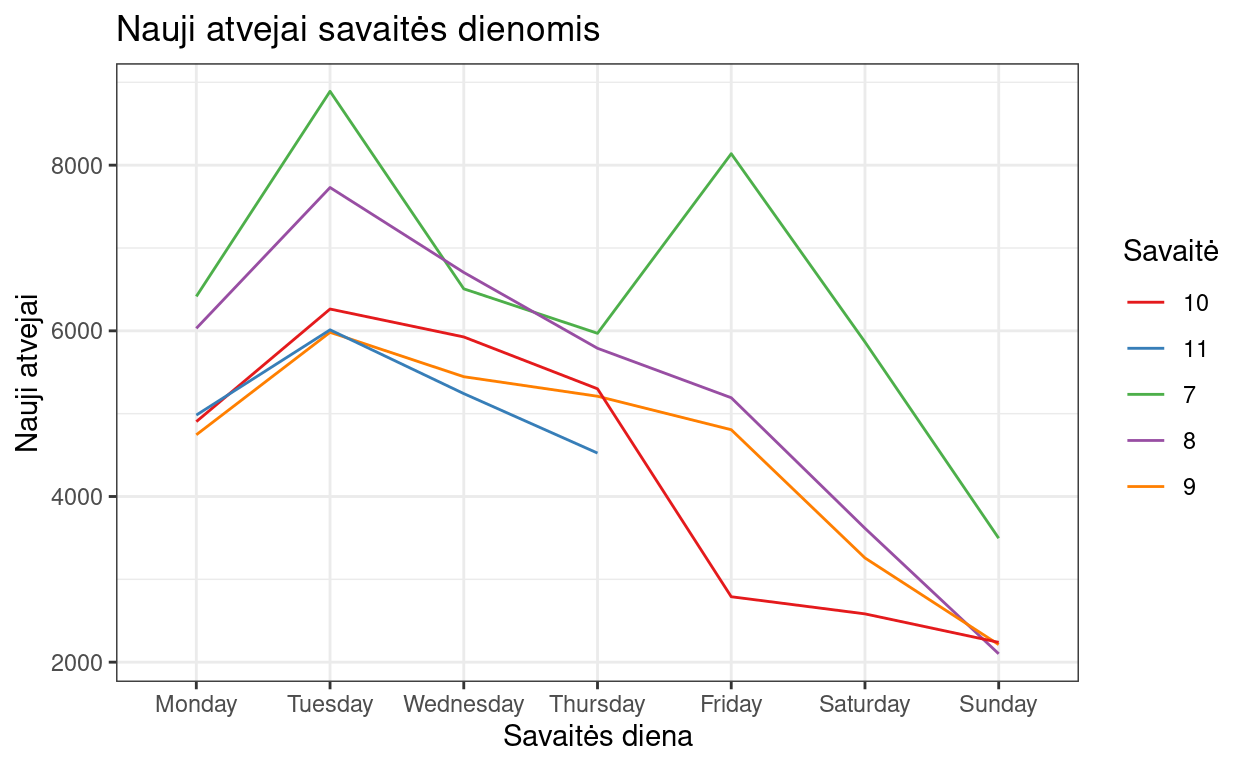 Nauji atvejai savaitės dienomis
Nauji atvejai
8000
6000
4000
2000
Monday Tuesday Wednesday Thursday Friday Saturday Sunday
Savaitės diena
Savaitė
10
11
7
8
9